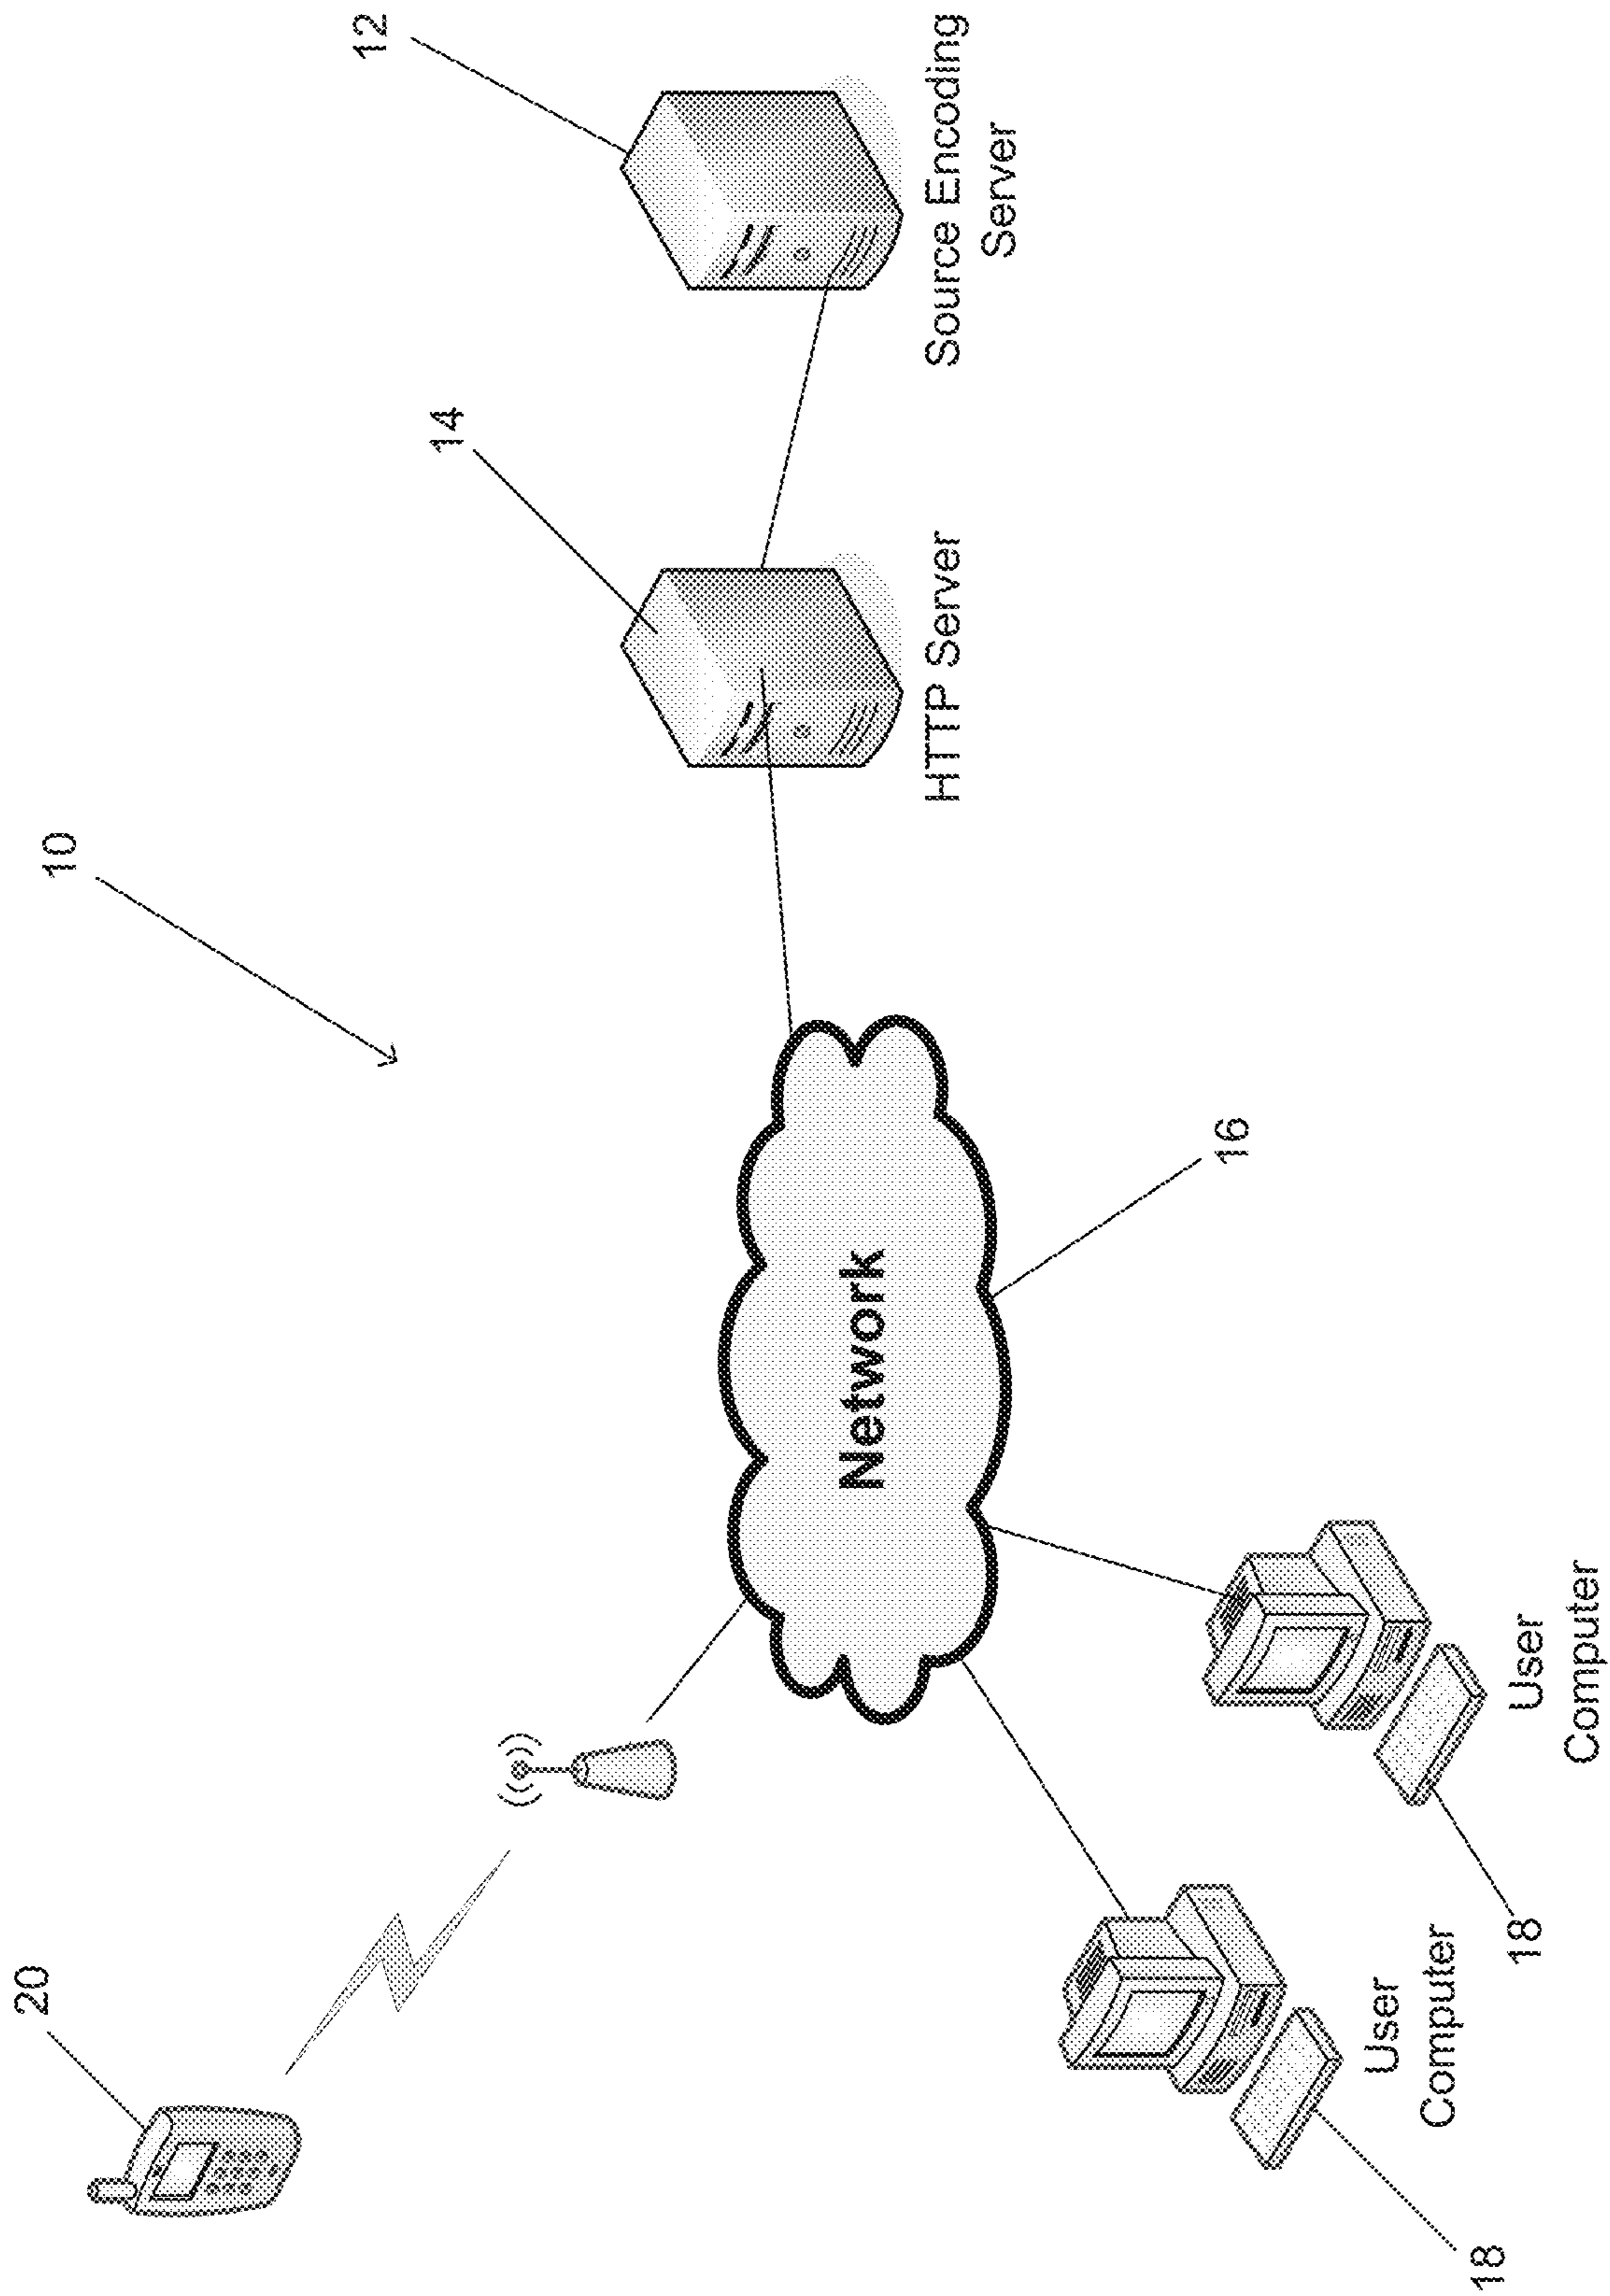 20
10
12
14
Network
HTTP Server
Source Encoding
Server
16
User
Computer
18
User
Computer
18